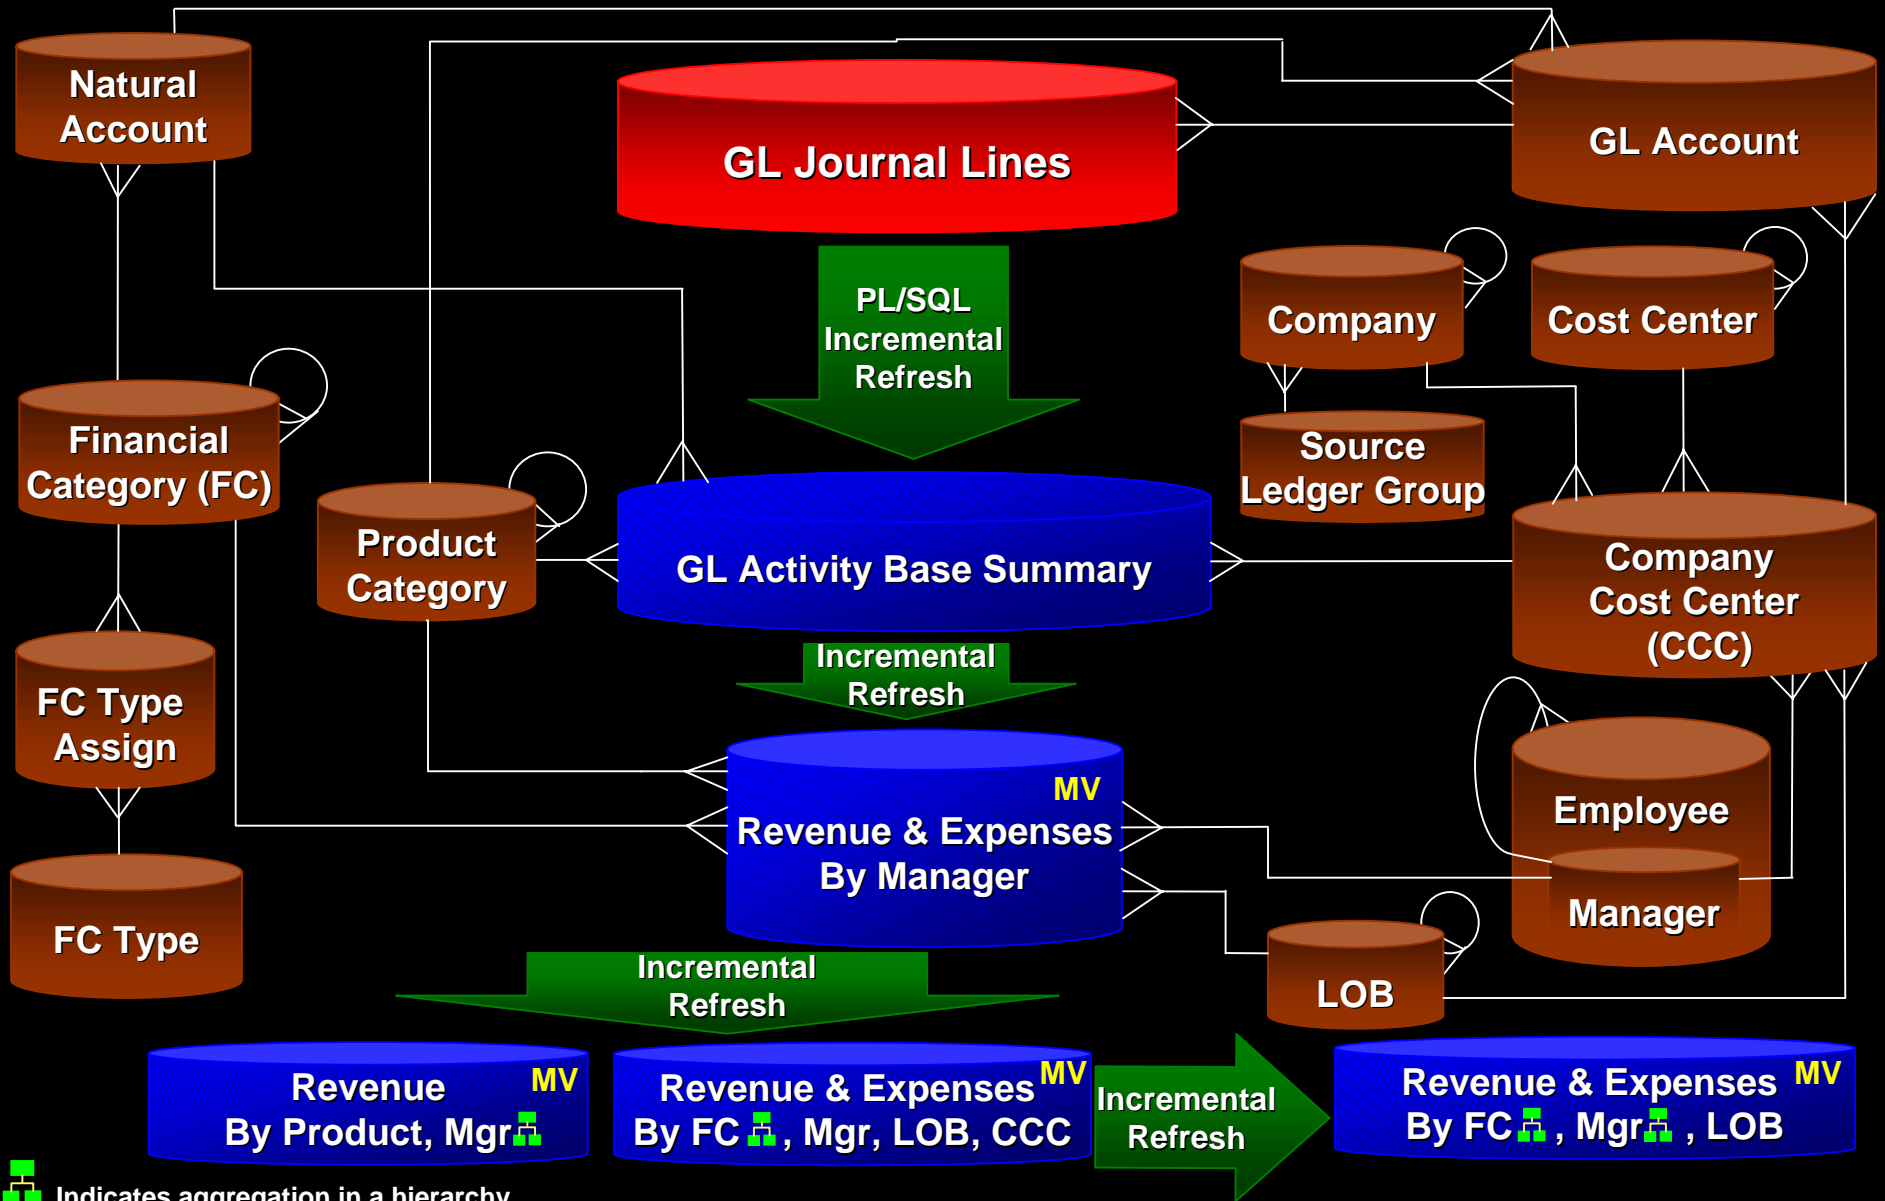 Natural
Account
GL Journal Lines
GL Account
PL/SQL
Incremental
Refresh
Company
Cost Center
Financial
Category (FC)
Source
Ledger Group
Product
Category
GL Activity Base Summary
Company
Cost Center
(CCC)
Incremental
Refresh
FC Type
Assign
MV
Revenue & Expenses
By Manager
Employee
Manager
FC Type
LOB
Incremental
Refresh
Revenue MV
By Product, Mgr
Revenue & Expenses MV
By FC , Mgr, LOB, CCC
Incremental
Refresh
Revenue & Expenses MV
By FC , Mgr , LOB
Indicates aggregation in a hierarchy